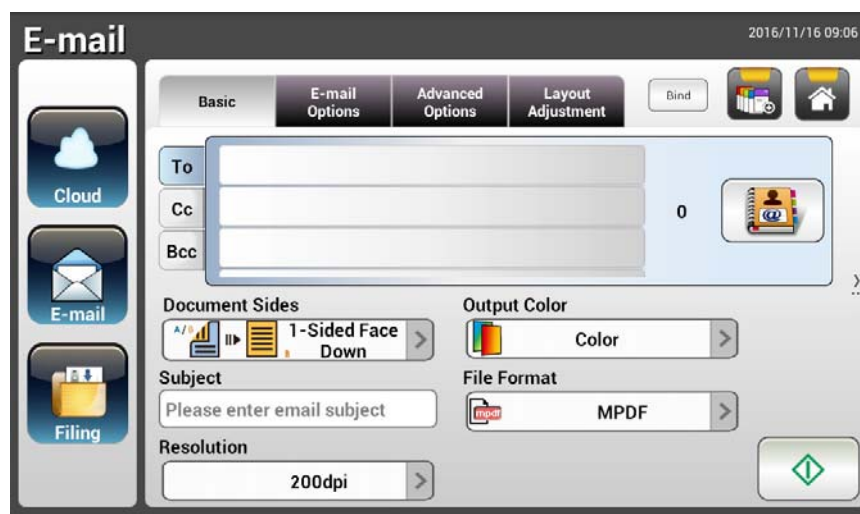 E-mail
2016/11/16 09:06
Basic
E-mail Options
Advanced Options
Layout Adjustment
Bind
Cloud
E-mail
Filing
To
Cc
Bcc
0
@
Document Sides
A/B
1-Sided Face
Down
Output Color
Color
Subject
Please enter email subject
File Format
mpdf
MPDF
Resolution
200dpi